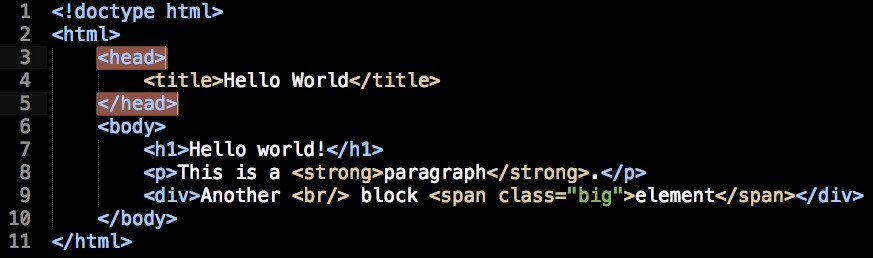 1 <!doctype html>
2 <html>
3 <head>
4 <title>Hello World</title>
5 </head>
6 <body>
7 <h1>Hello world!</h1>
8 <p>This is a <strong>paragraph</strong>.</p>
9 <div>Another <br/> block <span class="big">element</span></div>
10 </body>
11 </html>